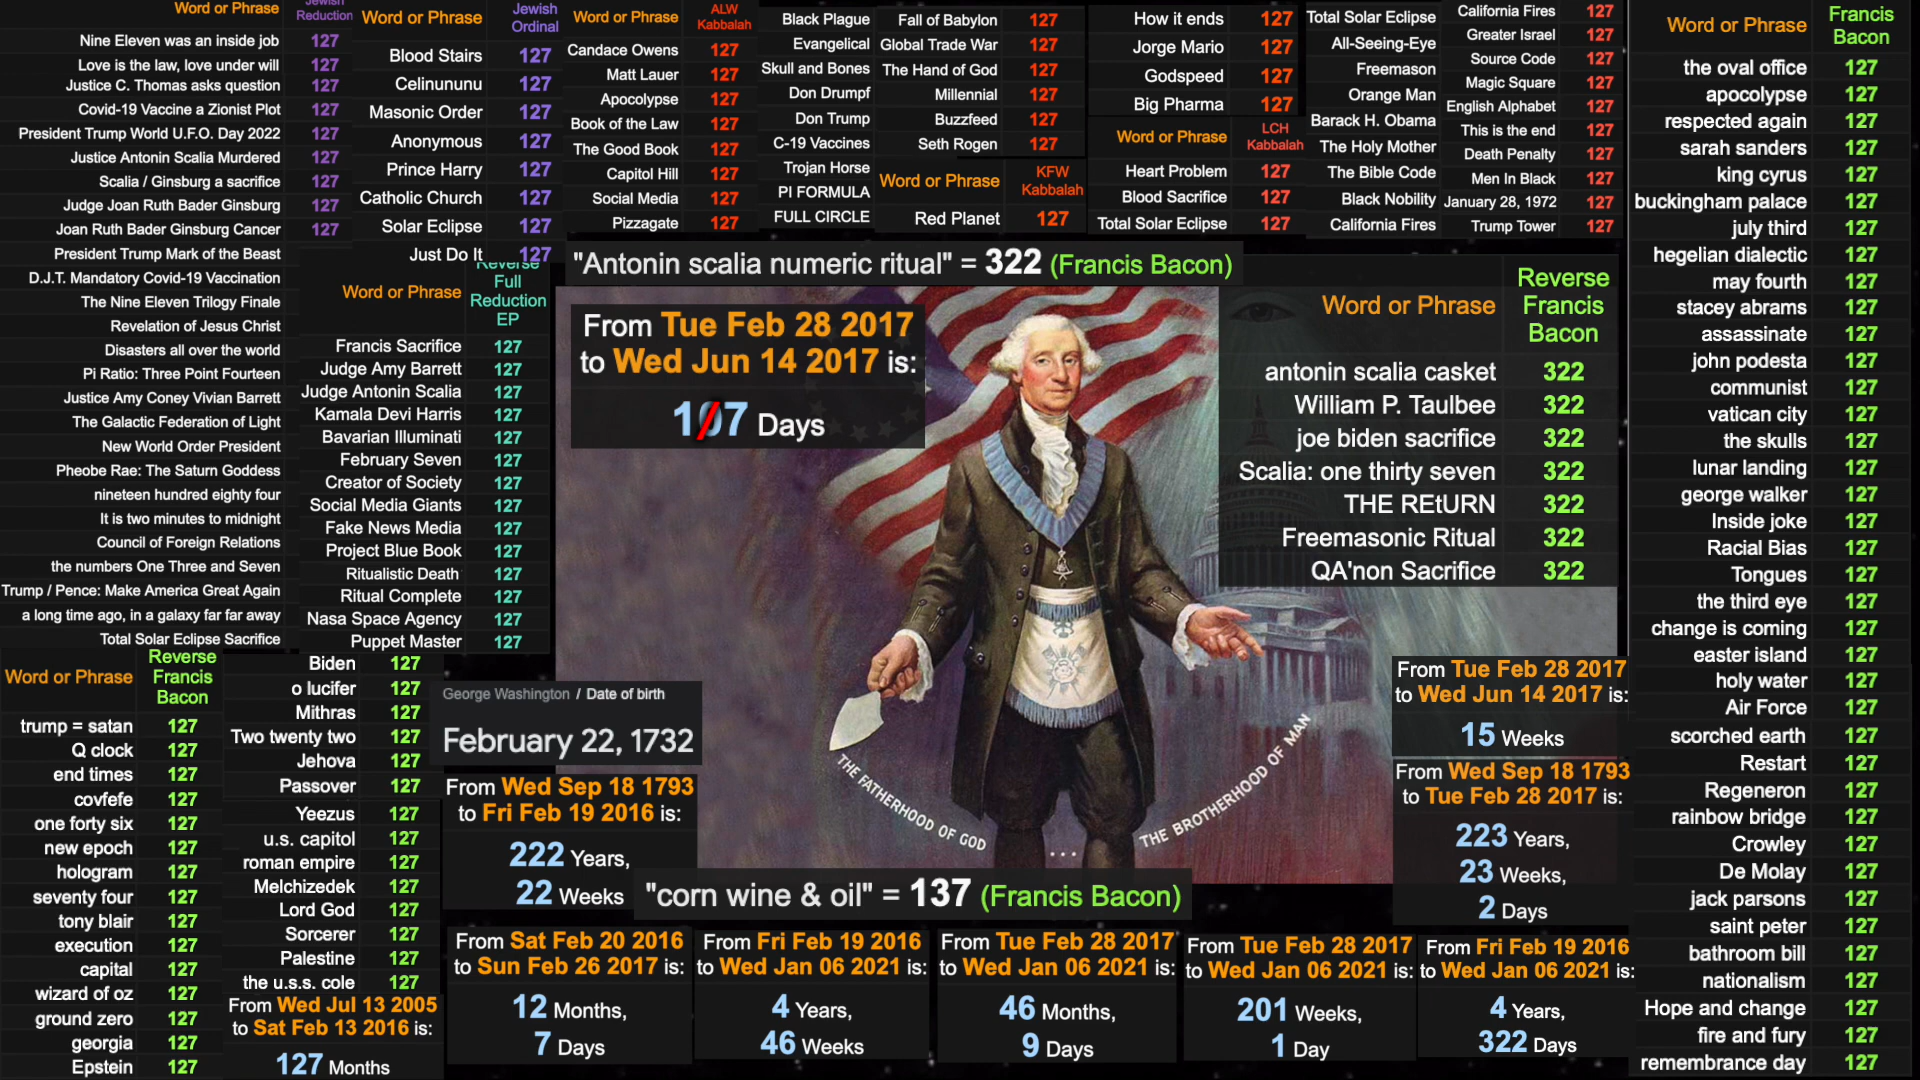 Word or Phrase Jewish Reduction
Nine Eleven was an inside job 127
Love is the law, love under will 127
Justice C. Thomas asks question 127
Covid-19 Vaccine a Zionist Plot 127
President Trump World U.F.O. Day 2022 127
Justice Antonin Scalia Murdered 127
Scalia / Ginsburg a sacrifice 127
Judge Joan Ruth Bader Ginsburg 127
Joan Ruth Bader Ginsburg Cancer 127
President Trump Mark of the Beast
D.J.T. Mandatory Covid-19 Vaccination
The Nine Eleven Trilogy Finale
Revelation of Jesus Christ
Disasters all over the world
Pi Ratio: Three Point Fourteen
Justice Amy Coney Vivian Barrett
The Galactic Federation of Light
New World Order President
Pheobe Rae: The Saturn Goddess
nineteen hundred eighty four
It is two minutes to midnight
Council of Foreign Relations
the numbers One Three and Seven
Trump / Pence: Make America Great Again
a long time ago, in a galaxy far far away
Total Solar Eclipse Sacrifice
Word or Phrase Jewish Ordinal
Blood Stairs 127
Celinununu 127
Masonic Order 127
Anonymous 127
Prince Harry 127
Catholic Church 127
Solar Eclipse 127
Just Do It 127
Word or Phrase Reverse Full Reduction EP
Francis Sacrifice 127
Judge Amy Barrett 127
Judge Antonin Scalia 127
Kamala Devi Harris 127
Bavarian Illuminati 127
February Seven 127
Creator of Society 127
Social Media Giants 127
Fake News Media 127
Project Blue Book 127
Ritualistic Death 127
Ritual Complete 127
Nasa Space Agency 127
Puppet Master 127
Word or Phrase ALW Kabbalah
Candace Owens 127
Matt Lauer 127
Apocolypse 127
Book of the Law 127
The Good Book 127
Capitol Hill 127
Social Media 127
Pizzagate 127
Black Plague
Evangelical
Skull and Bones
Don Drumpf
Don Trump
C-19 Vaccines
Trojan Horse
PI FORMULA
FULL CIRCLE
Fall of Babylon 127
Global Trade War 127
The Hand of God 127
Millennial 127
Buzzfeed 127
Seth Rogen 127
Word or Phrase KFW Kabbalah
Red Planet 127
How it ends 127
Jorge Mario 127
Godspeed 127
Big Pharma 127
Word or Phrase LCH Kabbalah
Heart Problem 127
Blood Sacrifice 127
Total Solar Eclipse 127
Total Solar Eclipse
All-Seeing-Eye
Freemason
Orange Man
Barack H. Obama
The Holy Mother
The Bible Code
Black Nobility
California Fires
California Fires 127
Greater Israel 127
Source Code 127
Magic Square 127
English Alphabet 127
This is the end 127
Death Penalty 127
Men In Black 127
January 28, 1972 127
Trump Tower 127
Word or Phrase Francis Bacon
the oval office 127
apocolypse 127
respected again 127
sarah sanders 127
king cyrus 127
buckingham palace 127
july third 127
hegelian dialectic 127
may fourth 127
stacey abrams 127
assassinate 127
john podesta 127
communist 127
vatican city 127
the skulls 127
lunar landing 127
george walker 127
Inside joke 127
Racial Bias 127
Tongues 127
the third eye 127
change is coming 127
easter island 127
holy water 127
Air Force 127
scorched earth 127
Restart 127
Regeneron 127
rainbow bridge 127
Crowley 127
De Molay 127
jack parsons 127
saint peter 127
bathroom bill 127
nationalism 127
Hope and change 127
fire and fury 127
remembrance day 127
"Antonin scalia numeric ritual" = 322 (Francis Bacon)
From Tue Feb 28 2017
to Wed Jun 14 2017 is:
107 Days
Word or Phrase Reverse Francis Bacon
antonin scalia casket 322
William P. Taulbee 322
joe biden sacrifice 322
Scalia: one thirty seven 322
THE REtURN 322
Freemasonic Ritual 322
QA'non Sacrifice 322
Word or Phrase Reverse Francis Bacon
trump = satan 127
Q clock 127
end times 127
covfefe 127
one forty six 127
new epoch 127
hologram 127
seventy four 127
tony blair 127
execution 127
capital 127
wizard of oz 127
ground zero 127
georgia 127
Epstein 127
Biden 127
o lucifer 127
Mithras 127
Two twenty two 127
Jehova 127
Passover 127
Yeezus 127
u.s. capitol 127
roman empire 127
Melchizedek 127
Lord God 127
Sorcerer 127
Palestine 127
the u.s.s. cole 127
From Wed Jul 13 2005
to Sat Feb 13 2016 is:
127 Months
George Washington / Date of birth
February 22, 1732
From Wed Sep 18 1793
to Fri Feb 19 2016 is:
222 Years,
22 Weeks
THE FATHERHOOD OF GOD
...
THE BROTHERHOOD OF MAN
From Tue Feb 28 2017
to Wed Jun 14 2017 is:
15 Weeks
From Wed Sep 18 1793
to Tue Feb 28 2017 is:
223 Years,
23 Weeks,
2 Days
"corn wine & oil" = 137 (Francis Bacon)
From Sat Feb 20 2016
to Sun Feb 26 2017 is:
12 Months,
7 Days
From Fri Feb 19 2016
to Wed Jan 06 2021 is:
4 Years,
46 Weeks
From Tue Feb 28 2017
to Wed Jan 06 2021 is:
46 Months,
9 Days
From Tue Feb 28 2017
to Wed Jan 06 2021 is:
201 Weeks,
1 Day
From Fri Feb 19 2016
to Wed Jan 06 2021 is:
4 Years,
322 Days